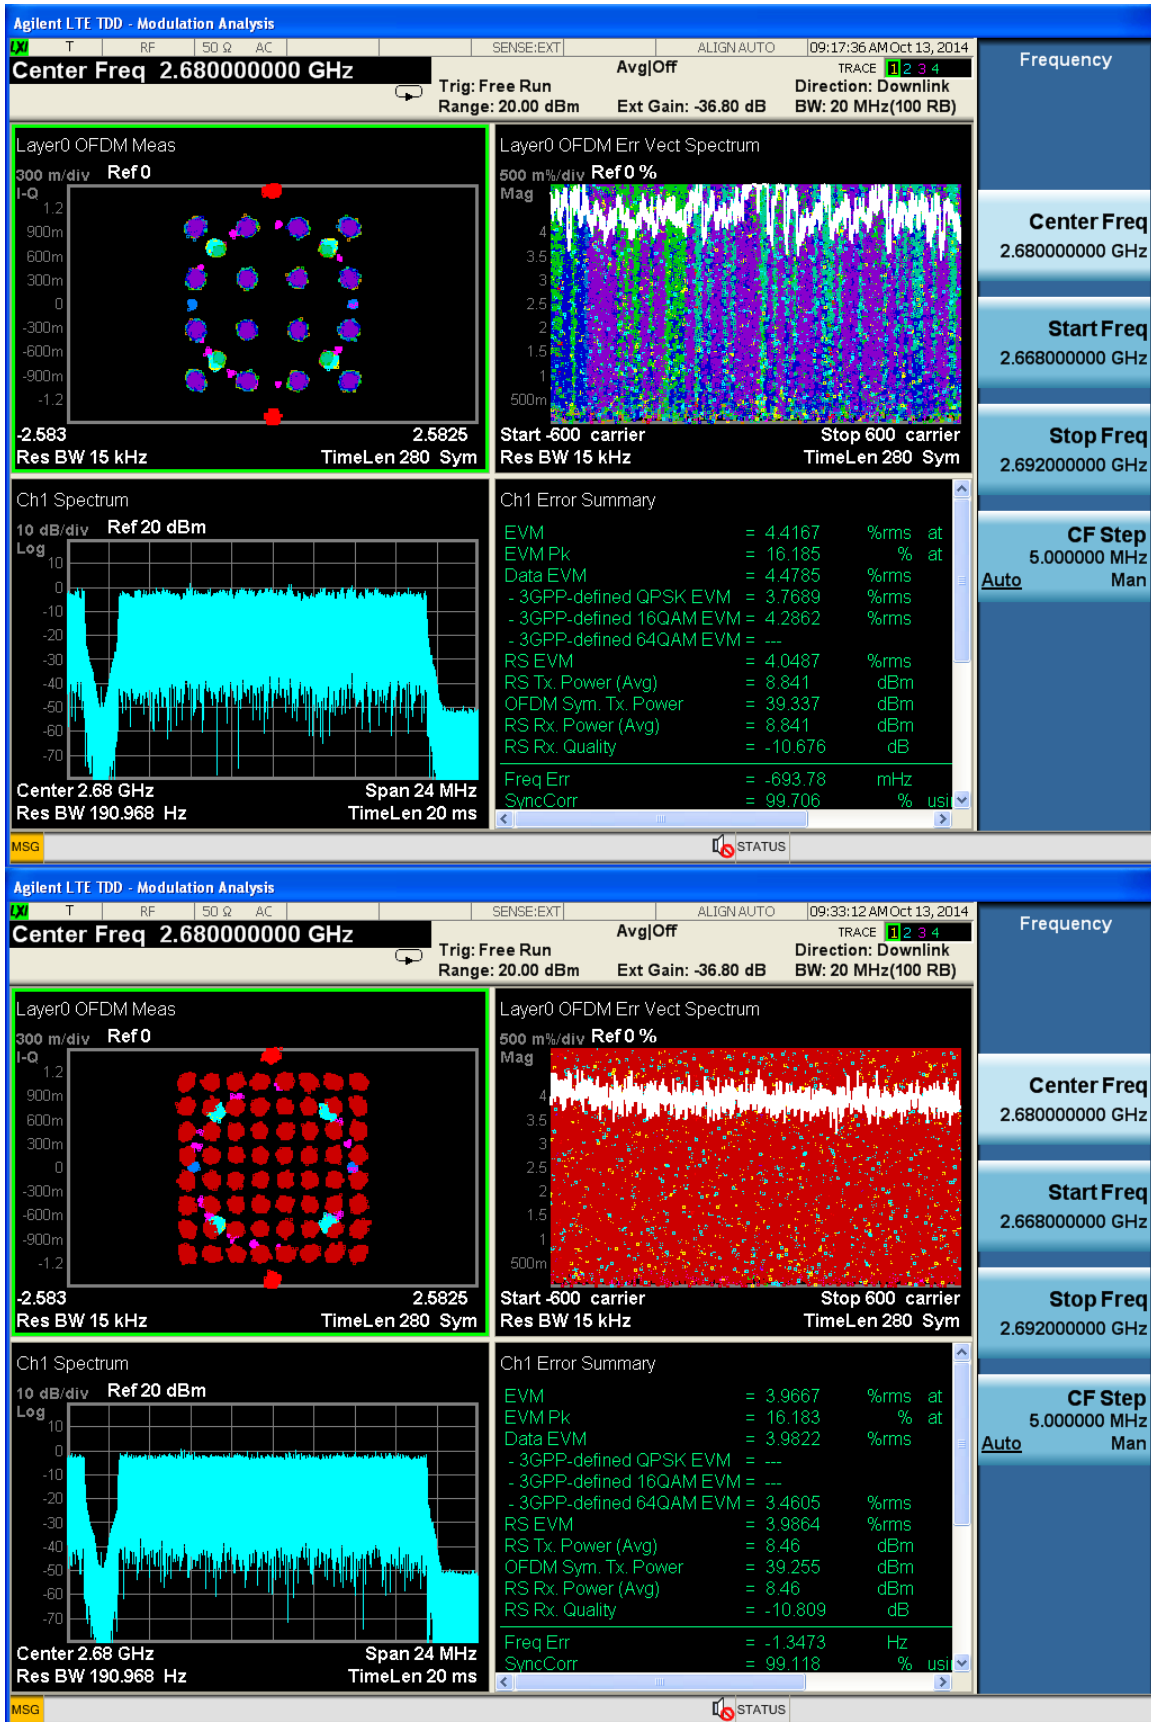 Agilent LTE TDD - Modulation Analysis
LXI T RF 50 Ω AC SENSE:EXT ALIGN AUTO 09:17:36 AM Oct 13, 2014
Center Freq 2.680000000 GHz
Avg|Off
TRACE 1 2 3 4
Trig: Free Run
Direction: Downlink
Range: 20.00 dBm Ext Gain: -36.80 dB BW: 20 MHz(100 RB)
Frequency
Center Freq
2.680000000 GHz
Start Freq
2.668000000 GHz
Stop Freq
2.692000000 GHz
CF Step
5.000000 MHz
Auto Man
Layer0 OFDM Meas
300 m/div Ref 0
I-Q
1.2
900m
600m
300m
0
-300m
-600m
-900m
-1.2
-2.583 2.5825
Res BW 15 kHz TimeLen 280 Sym
Layer0 OFDM Err Vect Spectrum
500 m%/div Ref 0 %
Mag
4
3.5
3
2.5
2
1.5
1
500m
Start -600 carrier Stop 600 carrier
Res BW 15 kHz TimeLen 280 Sym
Ch1 Spectrum
10 dB/div Ref 20 dBm
Log
10
0
-10
-20
-30
-40
-50
-60
-70
Center 2.68 GHz Span 24 MHz
Res BW 190.968 Hz TimeLen 20 ms
Ch1 Error Summary
EVM = 4.4167 %rms at
EVM Pk = 16.185 % at
Data EVM = 4.4785 %rms
- 3GPP-defined QPSK EVM = 3.7689 %rms
- 3GPP-defined 16QAM EVM = 4.2862 %rms
- 3GPP-defined 64QAM EVM = ---
RS EVM = 4.0487 %rms
RS Tx. Power (Avg) = 8.841 dBm
OFDM Sym. Tx. Power = 39.337 dBm
RS Rx. Power (Avg) = 8.841 dBm
RS Rx. Quality = -10.676 dB
Freq Err = -693.78 mHz
SyncCorr = 99.706 % usi
MSG STATUS
Agilent LTE TDD - Modulation Analysis
LXI T RF 50 Ω AC SENSE:EXT ALIGN AUTO 09:33:12 AM Oct 13, 2014
Center Freq 2.680000000 GHz
Avg|Off
TRACE 1 2 3 4
Trig: Free Run
Direction: Downlink
Range: 20.00 dBm Ext Gain: -36.80 dB BW: 20 MHz(100 RB)
Frequency
Center Freq
2.680000000 GHz
Start Freq
2.668000000 GHz
Stop Freq
2.692000000 GHz
CF Step
5.000000 MHz
Auto Man
Layer0 OFDM Meas
300 m/div Ref 0
I-Q
1.2
900m
600m
300m
0
-300m
-600m
-900m
-1.2
-2.583 2.5825
Res BW 15 kHz TimeLen 280 Sym
Layer0 OFDM Err Vect Spectrum
500 m%/div Ref 0 %
Mag
4
3.5
3
2.5
2
1.5
1
500m
Start -600 carrier Stop 600 carrier
Res BW 15 kHz TimeLen 280 Sym
Ch1 Spectrum
10 dB/div Ref 20 dBm
Log
10
0
-10
-20
-30
-40
-50
-60
-70
Center 2.68 GHz Span 24 MHz
Res BW 190.968 Hz TimeLen 20 ms
Ch1 Error Summary
EVM = 3.9667 %rms at
EVM Pk = 16.183 % at
Data EVM = 3.9822 %rms
- 3GPP-defined QPSK EVM = ---
- 3GPP-defined 16QAM EVM = ---
- 3GPP-defined 64QAM EVM = 3.4605 %rms
RS EVM = 3.9864 %rms
RS Tx. Power (Avg) = 8.46 dBm
OFDM Sym. Tx. Power = 39.255 dBm
RS Rx. Power (Avg) = 8.46 dBm
RS Rx. Quality = -10.809 dB
Freq Err = -1.3473 Hz
SyncCorr = 99.118 % usi
MSG STATUS